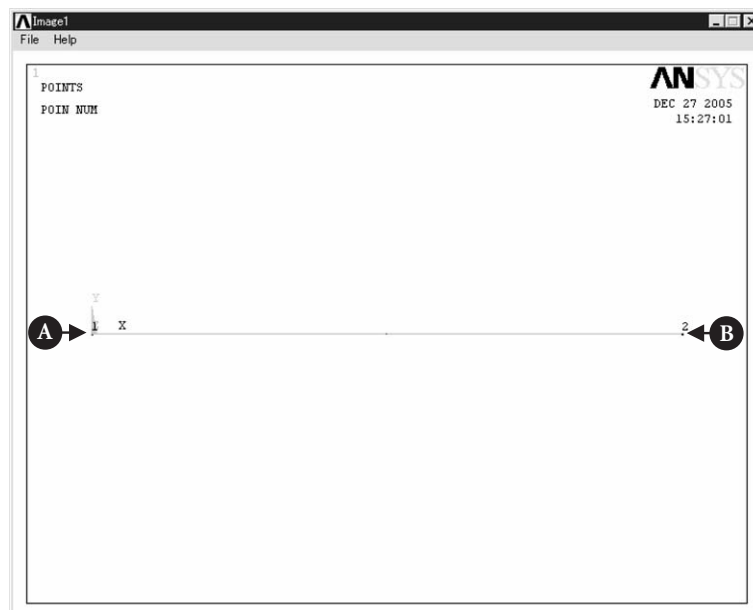 Image1
File Help
1
POINTS
POIN NUM
ANSYS
DEC 27 2005
15:27:01
Y
A
1 X
2
B